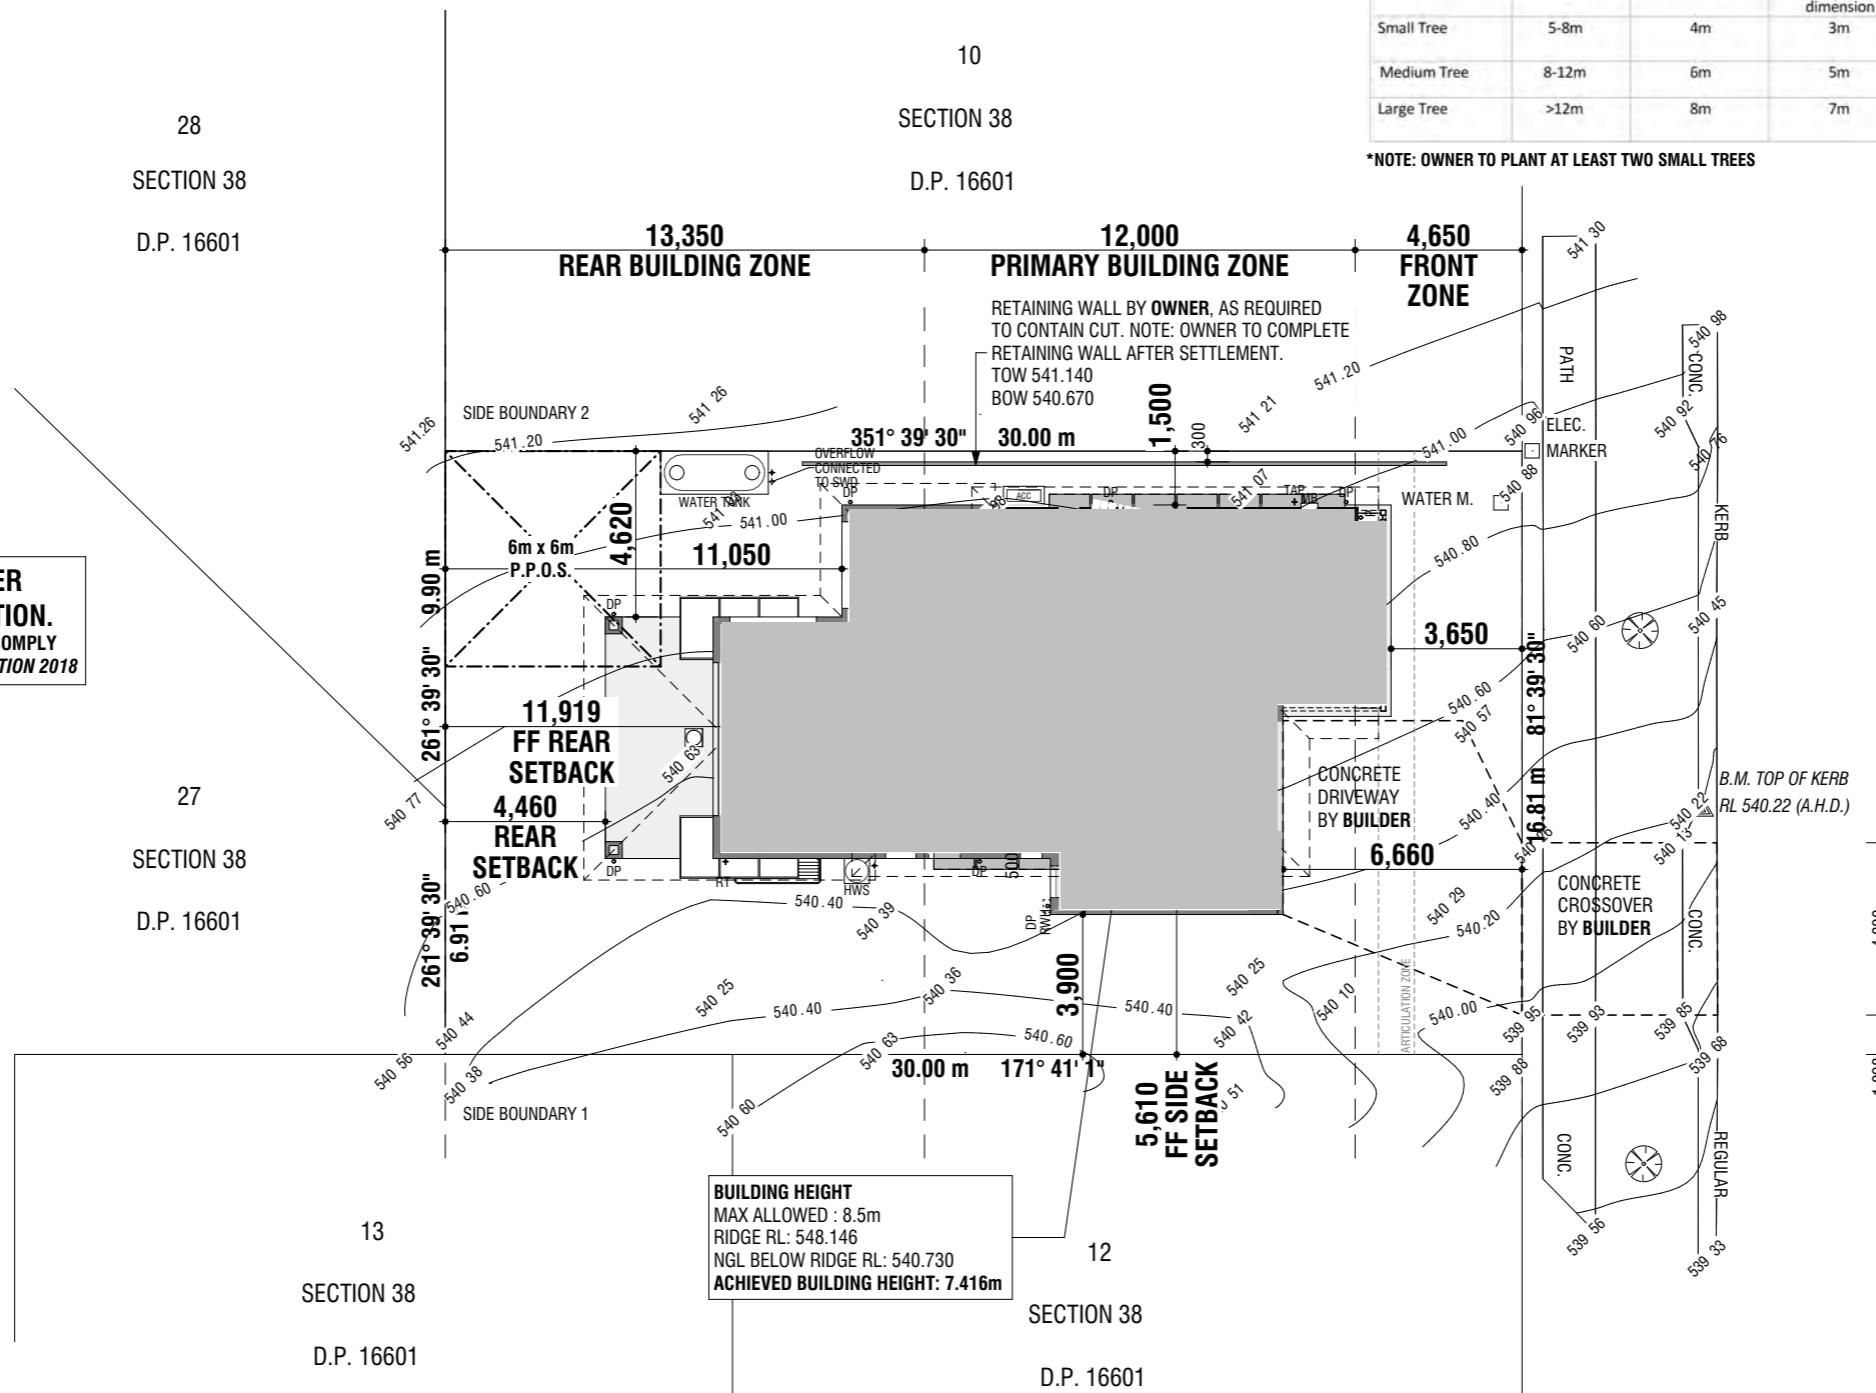 dimension
Small Tree 5-8m 4m 3m
Medium Tree 8-12m 6m 5m
Large Tree >12m 8m 7m
*NOTE: OWNER TO PLANT AT LEAST TWO SMALL TREES
10
SECTION 38
D.P. 16601
28
SECTION 38
D.P. 16601
13,350
REAR BUILDING ZONE
12,000
PRIMARY BUILDING ZONE
4,650
FRONT
ZONE
RETAINING WALL BY OWNER, AS REQUIRED
TO CONTAIN CUT. NOTE: OWNER TO COMPLETE
RETAINING WALL AFTER SETTLEMENT.
TOW 541.140
BOW 540.670
541 30
540 98
PATH
CONC.
541.20
541 21
540 92
540 96
540 76
ELEC.
MARKER
541.00
540 88
WATER M.
KERB
SIDE BOUNDARY 2
541 26
541.26
541.20
351° 39' 30" 30.00 m
1,500
300
OVERFLOW
CONNECTED
TO SWD
DP
WATER TANK
ACC
DP
541 07
TAP
MB
DP
541.00
6m x 6m
P.P.O.S.
4,620
11,050
9.90 m
261° 39' 30"
540.80
540 45
540 60
540.60
3,650
540.60
540 57
81° 39' 30"
16.81 m
ER
TION.
COMPLY
TION 2018
DP
11,919
FF REAR
SETBACK
540 63
540 77
4,460
REAR
SETBACK
CONCRETE
DRIVEWAY
BY BUILDER
540.40
6,660
B.M. TOP OF KERB
RL 540.22 (A.H.D.)
540 22
540 13
27
SECTION 38
D.P. 16601
DP
RT
HWS
DP
500
540.60
261° 39' 30"
6.91
540.40
540 39
DP
CONCRETE
CROSSOVER
BY BUILDER
CONC.
540 29
540.20
ARTICULATION ZONE
3,900
540 25
540 36
540.40
540.40
540 25
540 10
540.00
539 95
539 93
539 85
539 68
540 42
540.60
540 63
540 44
540 56
540 38
30.00 m 171° 41' 1"
539 88
SIDE BOUNDARY 1
540 60
5,610
FF SIDE
SETBACK
CONC.
REGULAR
539 56
539 33
BUILDING HEIGHT
MAX ALLOWED : 8.5m
RIDGE RL: 548.146
NGL BELOW RIDGE RL: 540.730
ACHIEVED BUILDING HEIGHT: 7.416m
13
SECTION 38
D.P. 16601
12
SECTION 38
D.P. 16601